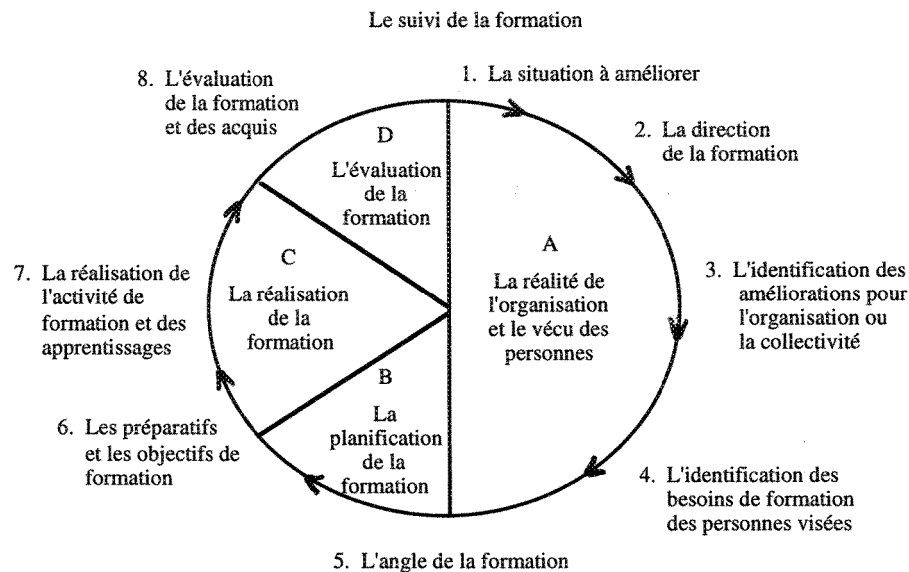 Le suivi de la formation
1. La situation à améliorer
2. La direction
de la formation
3. L'identification des
améliorations pour
l'organisation ou
la collectivité
4. L'identification des
besoins de formation
des personnes visées
5. L'angle de la formation
6. Les préparatifs
et les objectifs de
formation
7. La réalisation de
l'activité de
formation et des
apprentissages
8. L'évaluation
de la formation
et des acquis
A
La réalité de
l'organisation
et le vécu des
personnes
B
La
planification
de la
formation
C
La réalisation
de la
formation
D
L'évaluation
de la
formation